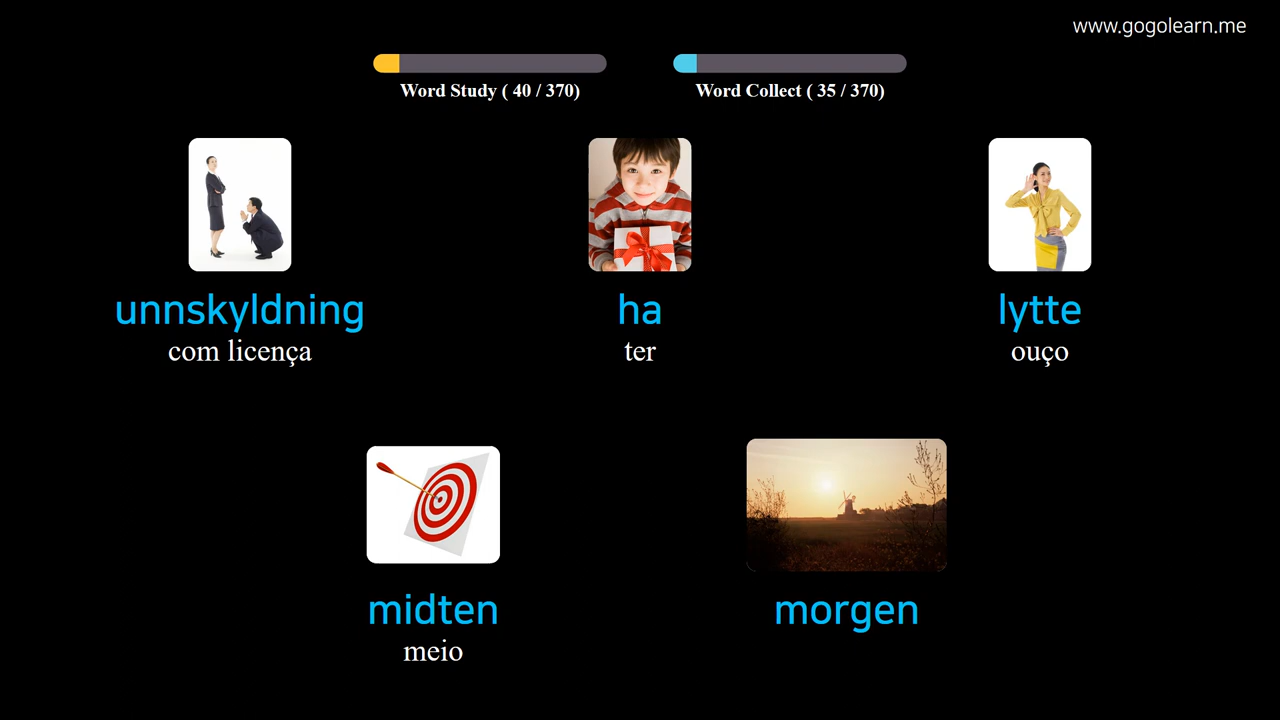 www.gogolearn.me
Word Study ( 40 / 370)
Word Collect ( 35 / 370)
unnskyldning
com licença
ha
ter
lytte
ouço
midten
meio
morgen